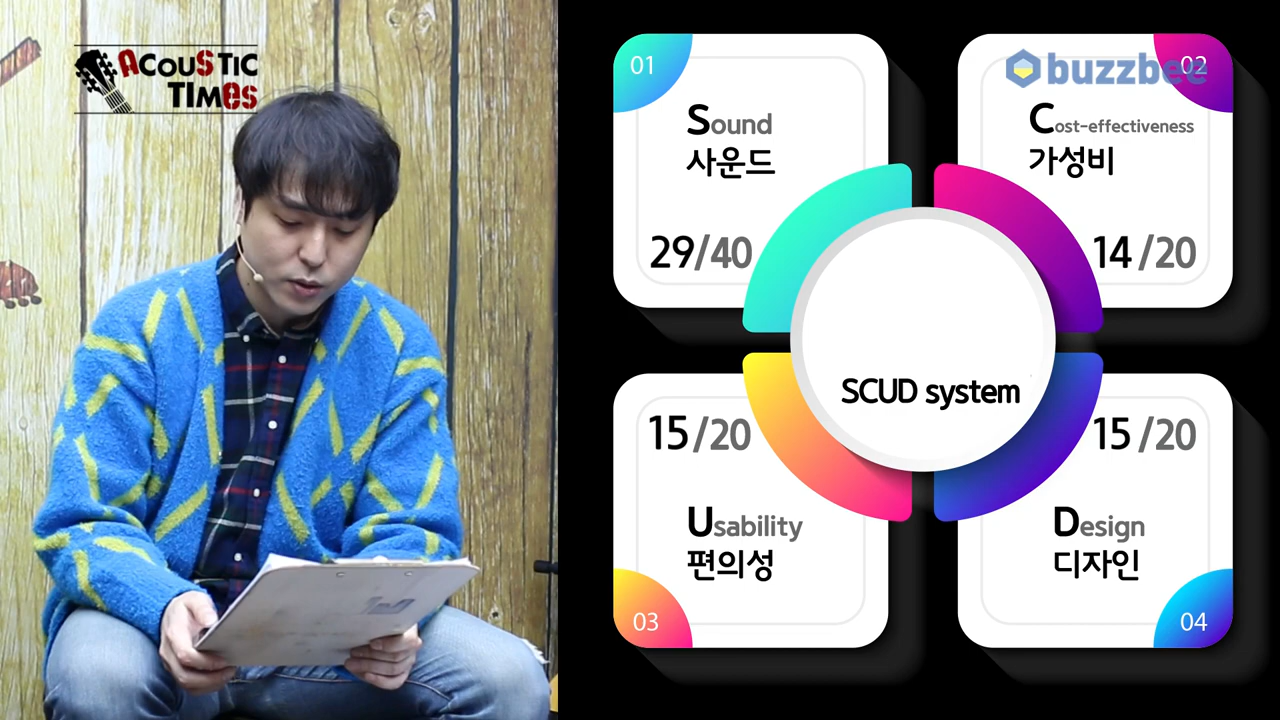 ACOUSTIC
TIMES
01
Sound
사운드
29/40
buzzbee
02
Cost-effectiveness
가성비
14/20
SCUD system
15/20
Usability
편의성
03
15/20
Design
디자인
04